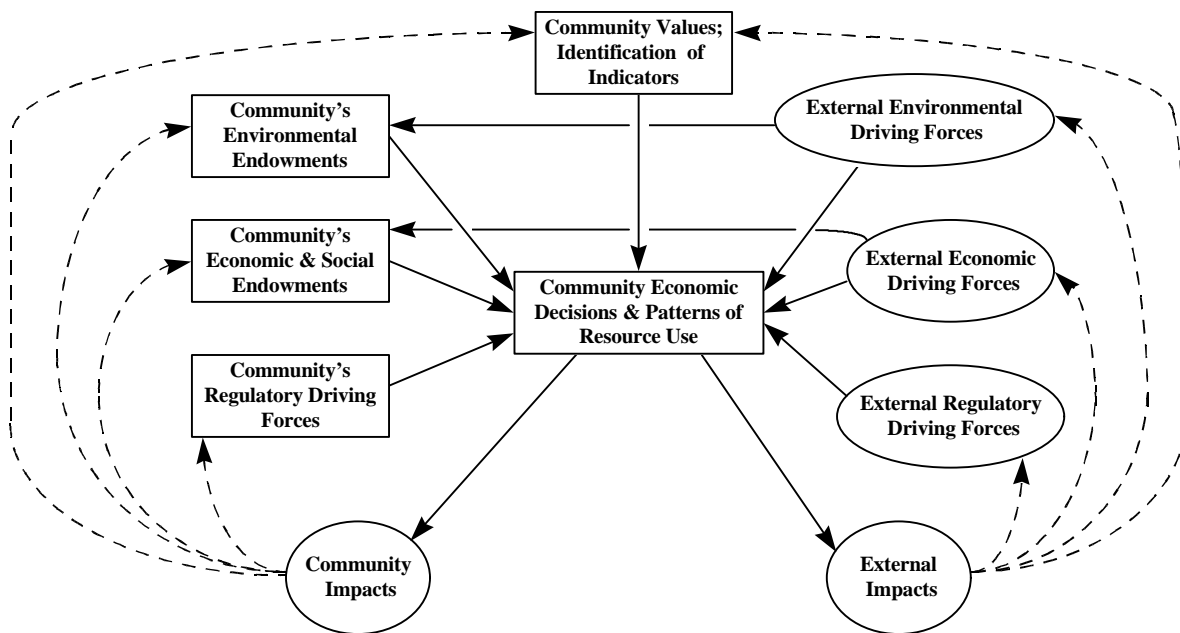 Community Values;
Identification of
Indicators
Community's
Environmental
Endowments
External Environmental
Driving Forces
Community's
Economic & Social
Endowments
External Economic
Driving Forces
Community Economic
Decisions & Patterns of
Resource Use
Community's
Regulatory Driving
Forces
External Regulatory
Driving Forces
Community
Impacts
External
Impacts